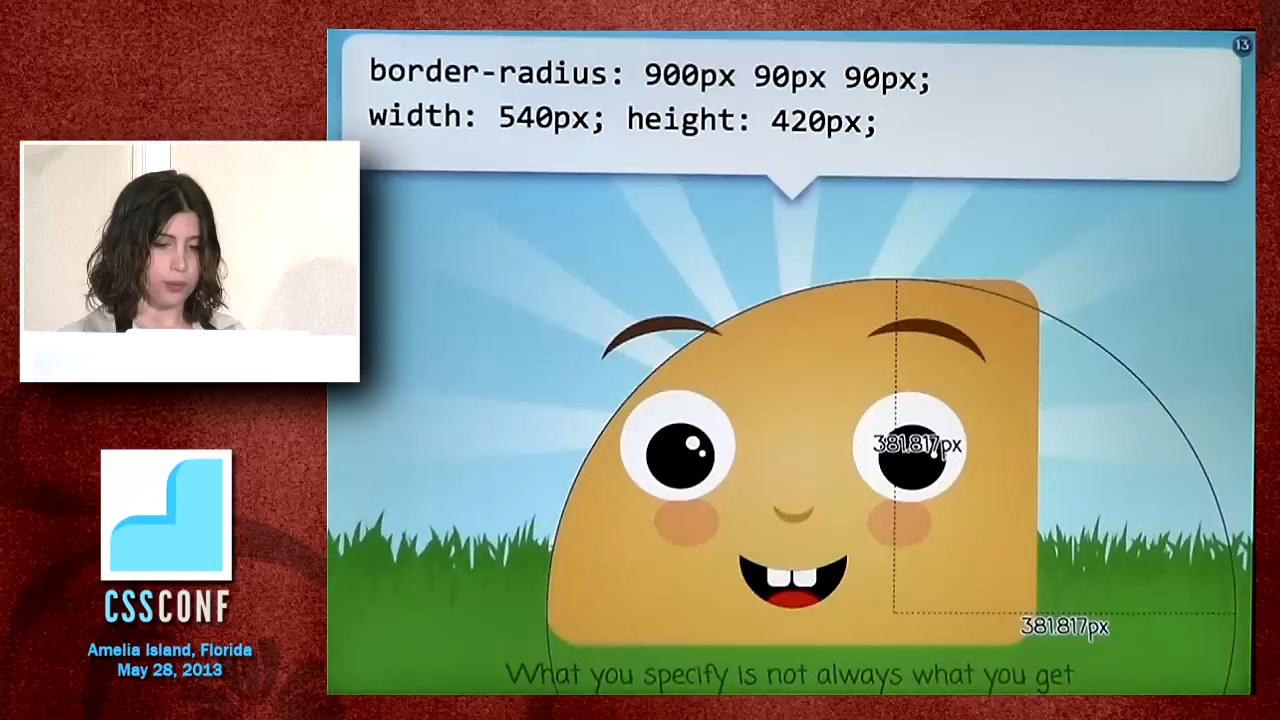 13
border-radius: 900px 90px 90px;
width: 540px; height: 420px;
381.817px
381.817px
What you specify is not always what you get
CSSCONF
Amelia Island, Florida
May 28, 2013